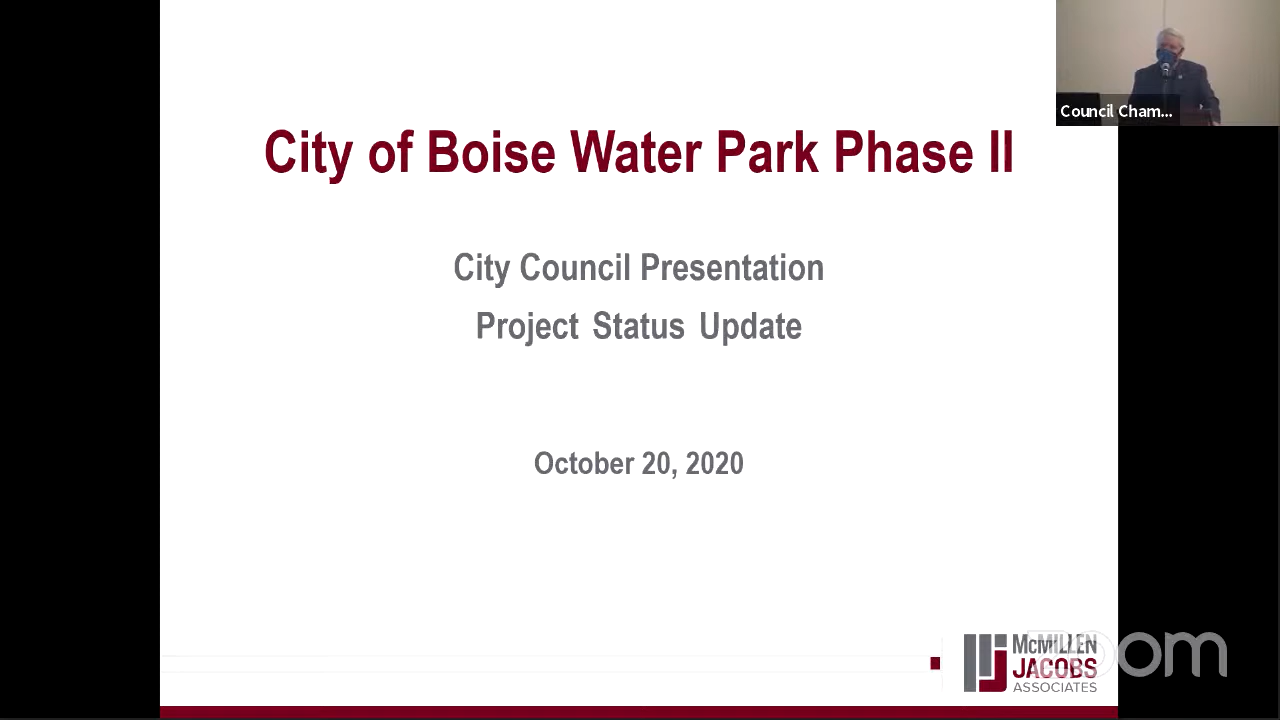 Council Cham...
City of Boise Water Park Phase II
City Council Presentation
Project Status Update
October 20, 2020
McMILLEN
JACOBS
ASSOCIATES
zoom